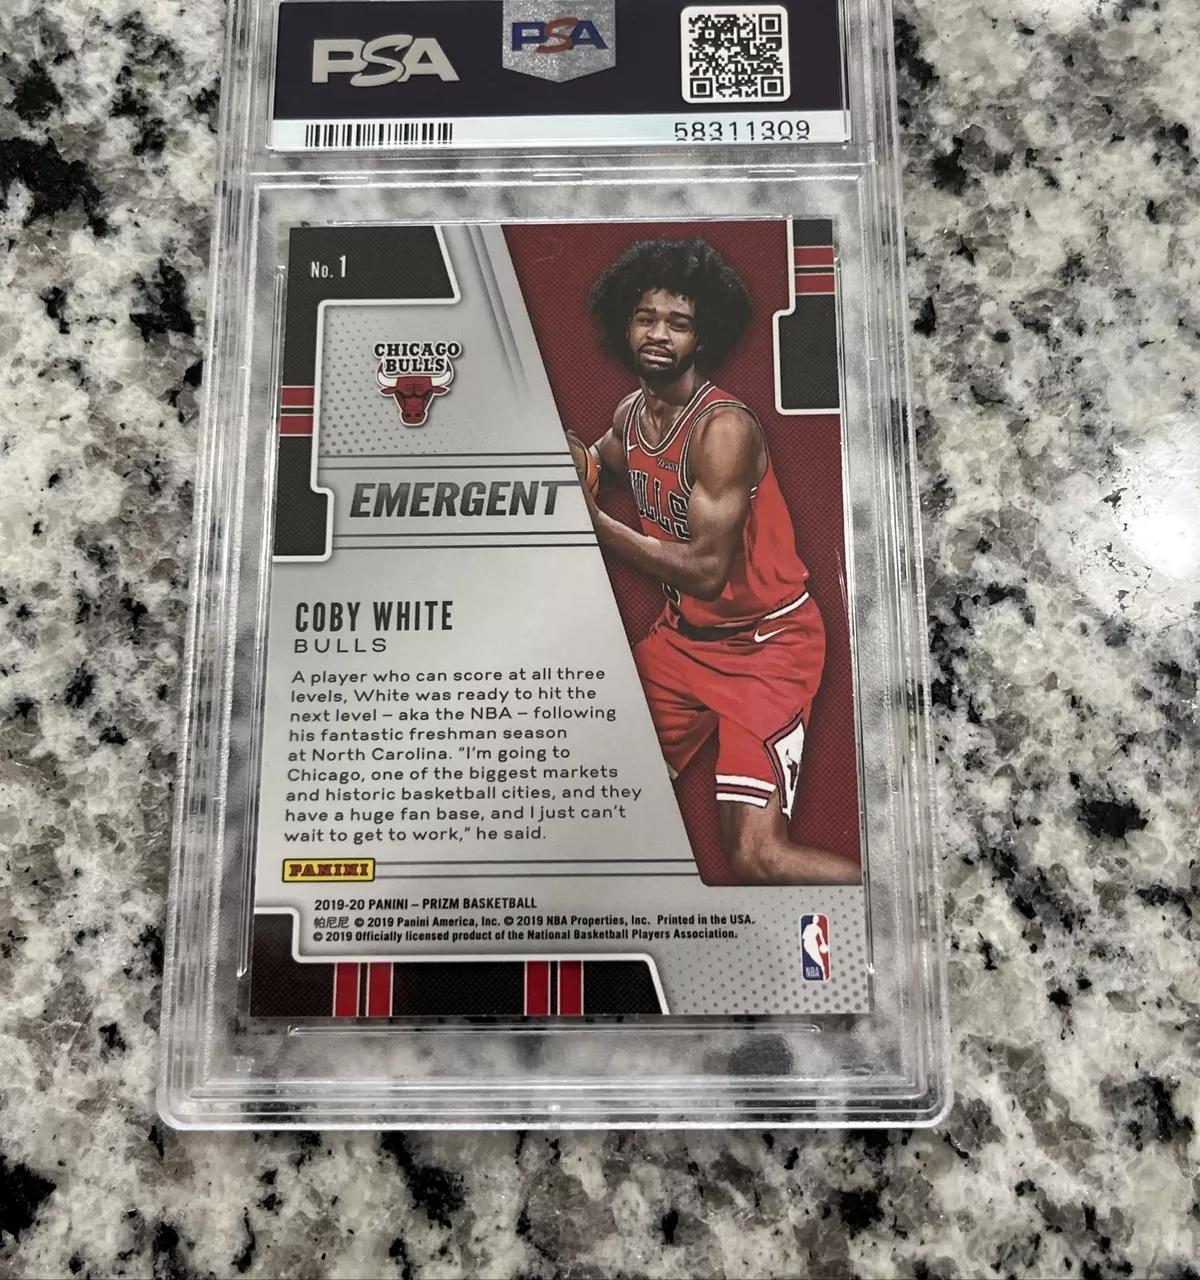 PSA
PSA
58311309
No. 1
CHICAGO
BULLS
EMERGENT
BULLS
COBY WHITE
BULLS
A player who can score at all three
levels, White was ready to hit the
next level – aka the NBA – following
his fantastic freshman season
at North Carolina. “I’m going to
Chicago, one of the biggest markets
and historic basketball cities, and they
have a huge fan base, and I just can’t
wait to get to work,” he said.
PANINI
2019-20 PANINI – PRIZM BASKETBALL
帕尼尼 © 2019 Panini America, Inc. © 2019 NBA Properties, Inc. Printed in the USA.
© 2019 Officially licensed product of the National Basketball Players Association.
NBA